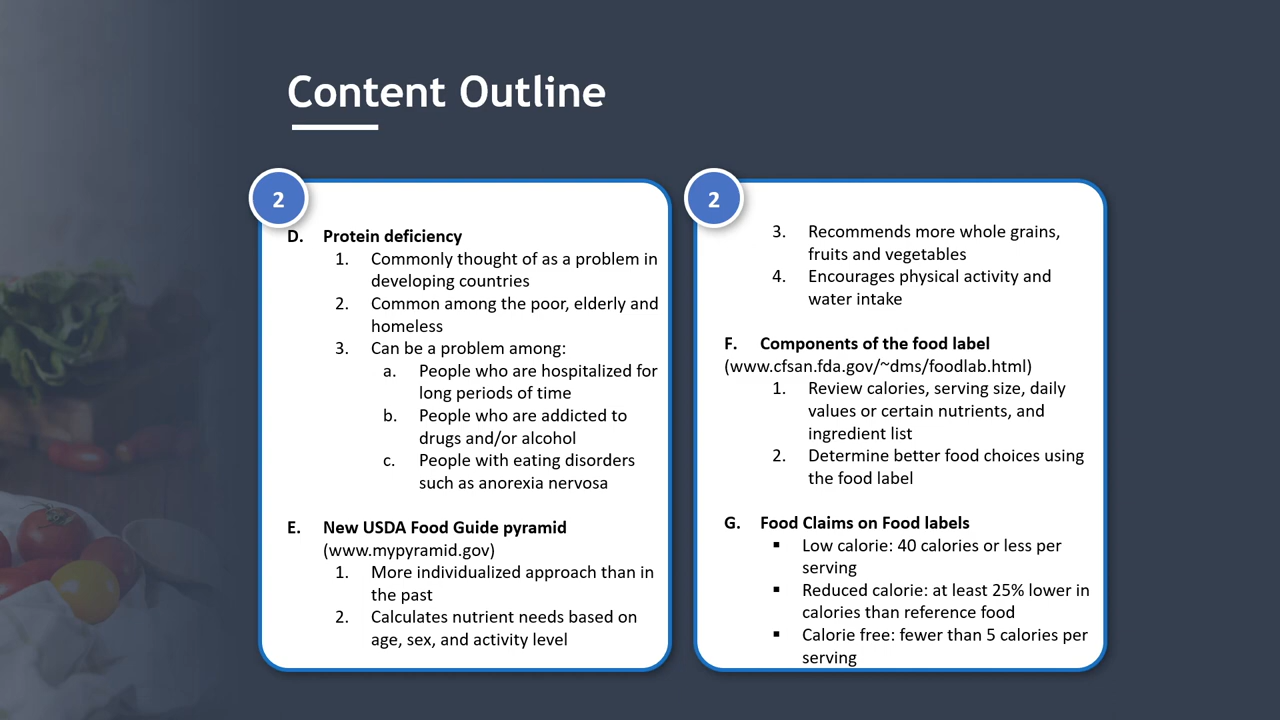 Content Outline
2
D. Protein deficiency
1. Commonly thought of as a problem in
developing countries
2. Common among the poor, elderly and
homeless
3. Can be a problem among:
a. People who are hospitalized for
long periods of time
b. People who are addicted to
drugs and/or alcohol
c. People with eating disorders
such as anorexia nervosa
E. New USDA Food Guide pyramid
(www.mypyramid.gov)
1. More individualized approach than in
the past
2. Calculates nutrient needs based on
age, sex, and activity level
2
3. Recommends more whole grains,
fruits and vegetables
4. Encourages physical activity and
water intake
F. Components of the food label
(www.cfsan.fda.gov/~dms/foodlab.html)
1. Review calories, serving size, daily
values or certain nutrients, and
ingredient list
2. Determine better food choices using
the food label
G. Food Claims on Food labels
▪ Low calorie: 40 calories or less per
serving
▪ Reduced calorie: at least 25% lower in
calories than reference food
▪ Calorie free: fewer than 5 calories per
serving